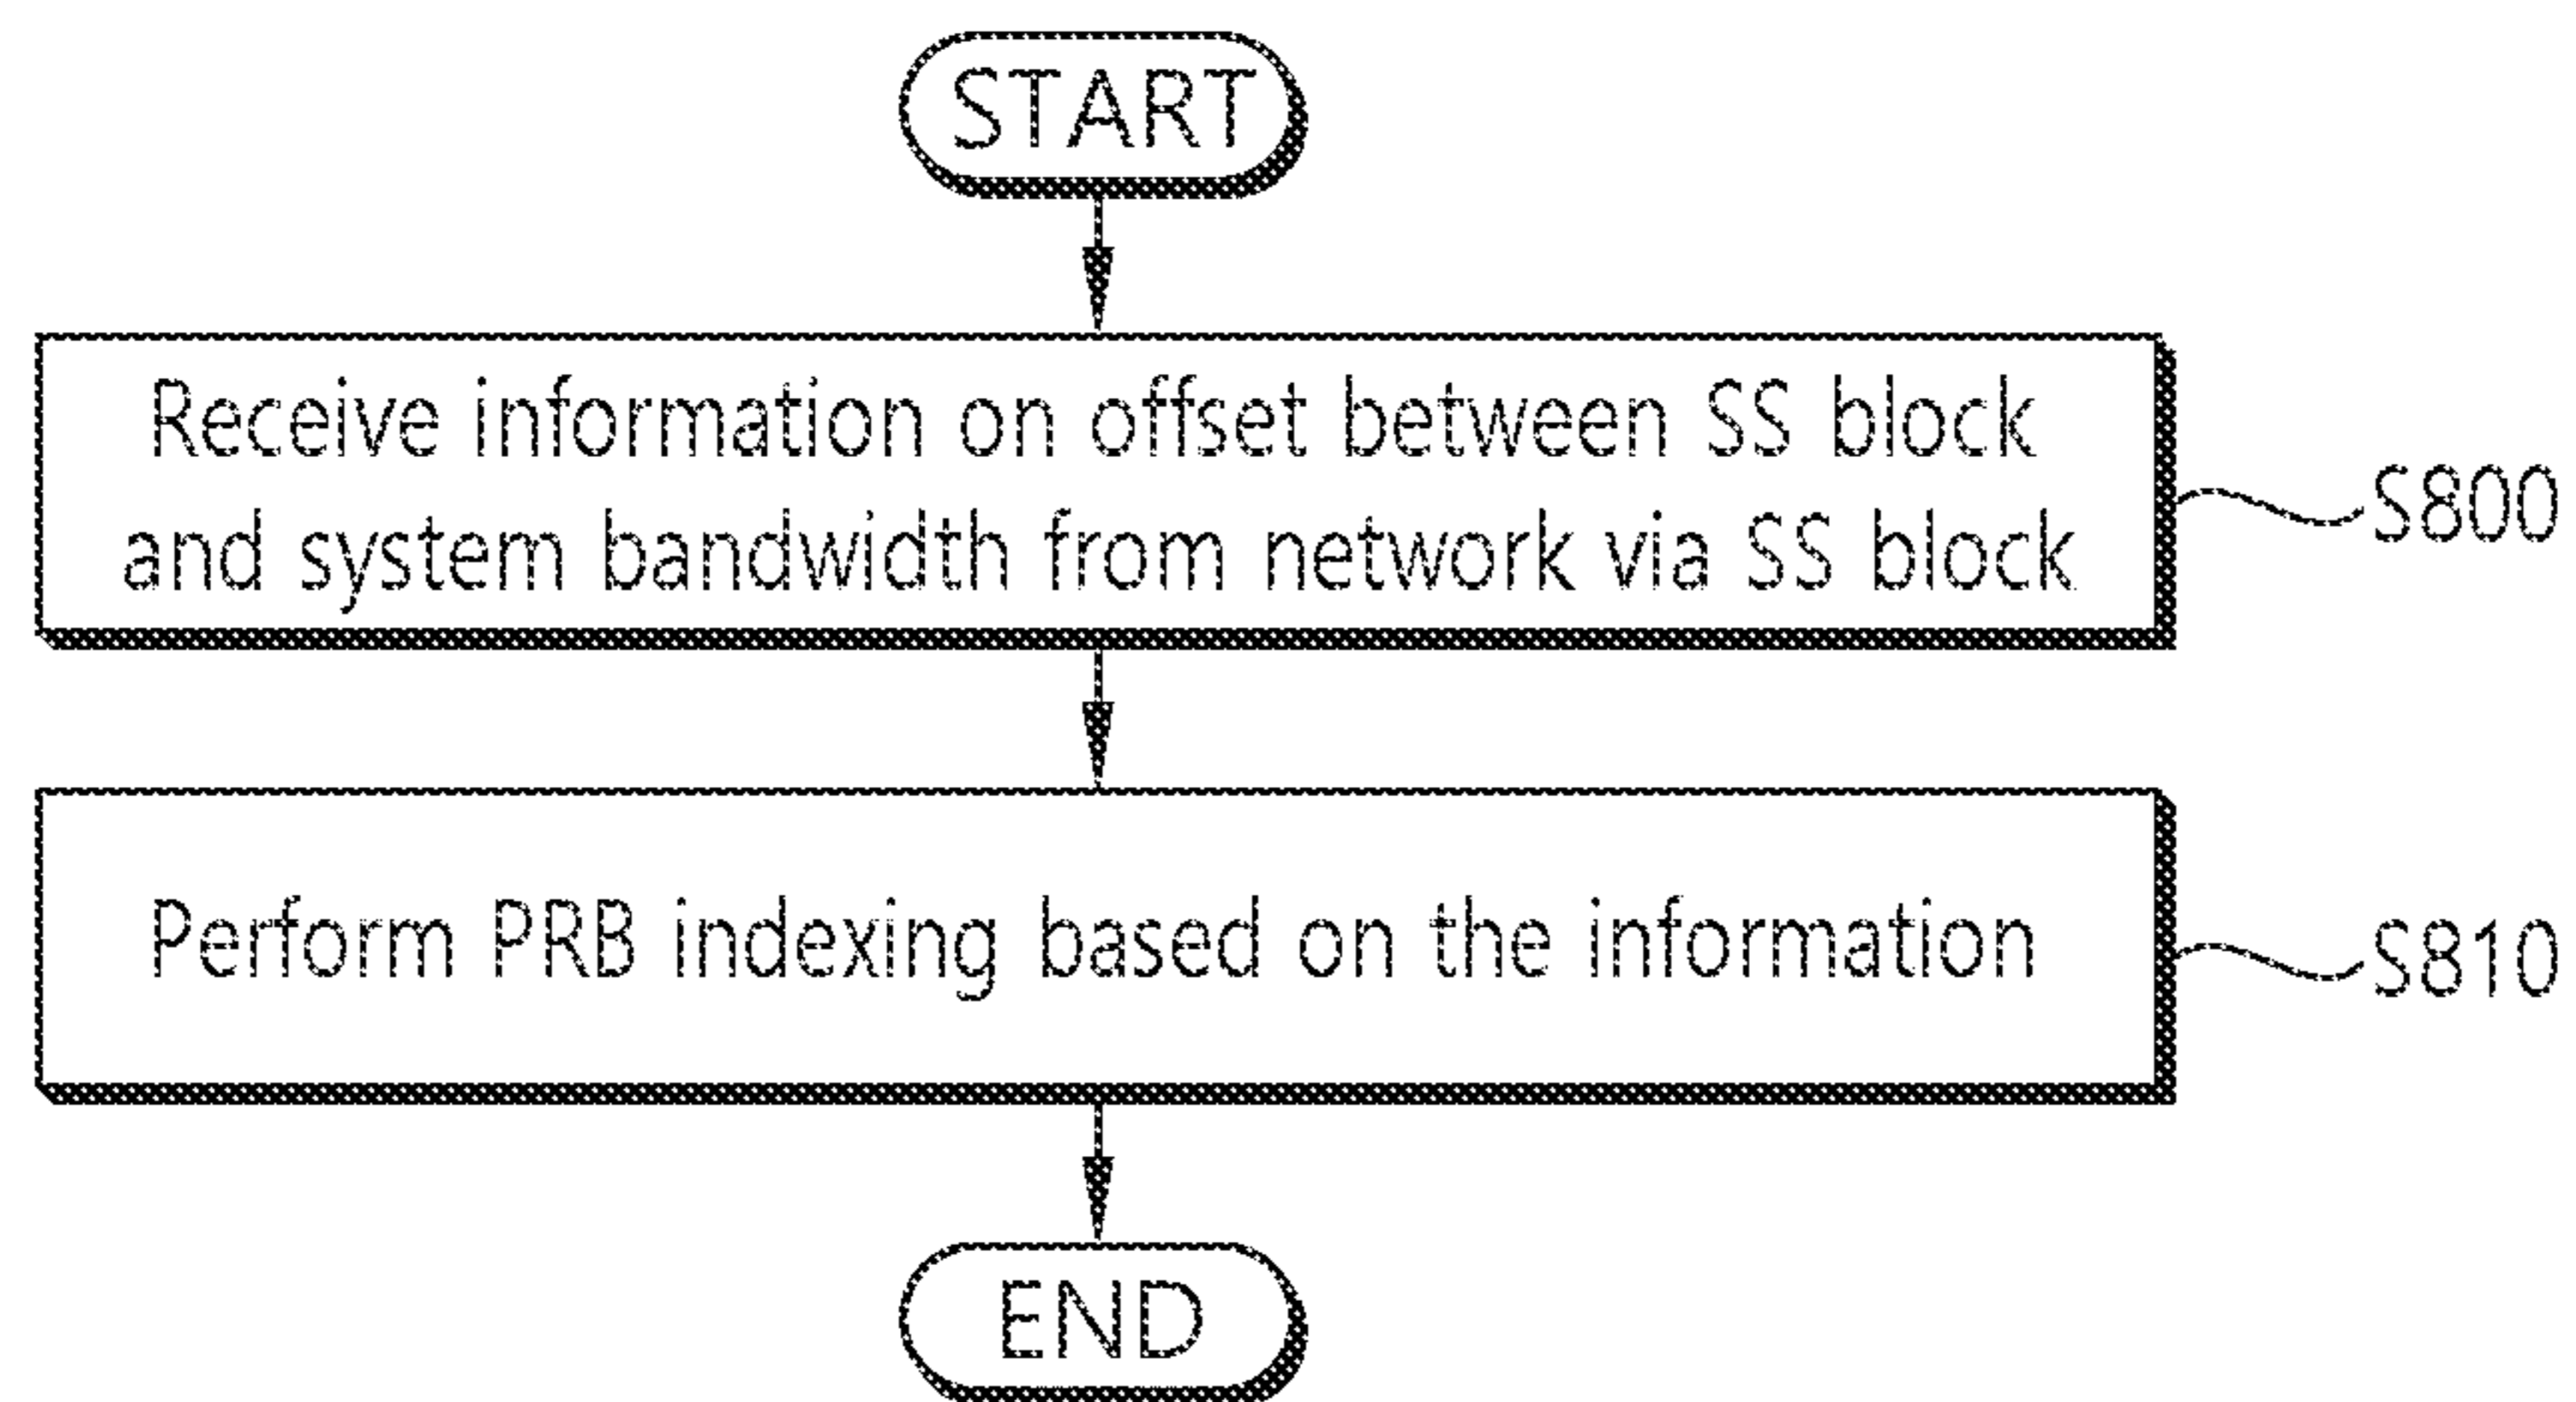 START
Receive information on offset between SS block
and system bandwidth from network via SS block
S800
Perform PRB indexing based on the information
S810
END